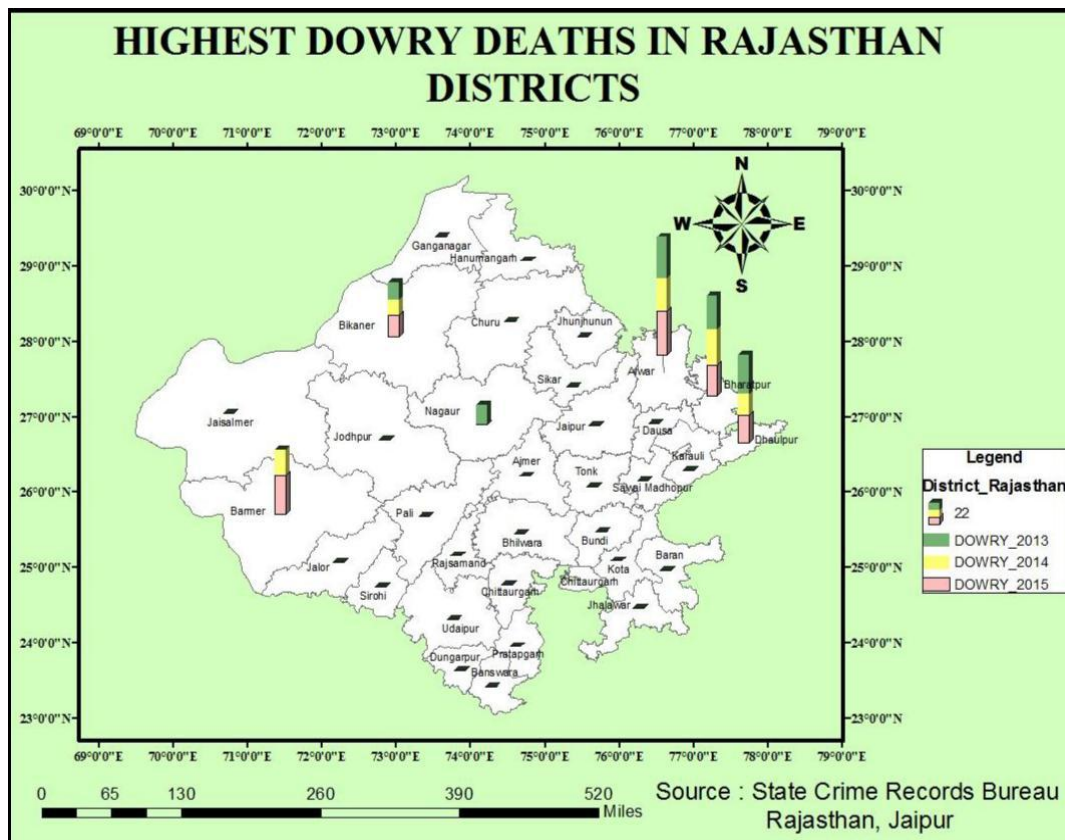 HIGHEST DOWRY DEATHS IN RAJASTHAN
DISTRICTS
69°0'0"E 70°0'0"E 71°0'0"E 72°0'0"E 73°0'0"E 74°0'0"E 75°0'0"E 76°0'0"E 77°0'0"E 78°0'0"E 79°0'0"E
N
30°0'0"N 30°0'0"N
W E
Ganganagar
Hanumangarh
29°0'0"N 29°0'0"N
S
Bikaner
Churu
Jhunjhunun
28°0'0"N 28°0'0"N
Sikar
Alwar
Bharatpur
Nagaur
27°0'0"N 27°0'0"N
Jaisalmer
Jodhpur
Jaipur
Dausa
Dhaulpur
Karauli
Ajmer
Tonk
Sawai Madhopur
26°0'0"N 26°0'0"N
Barmer
Pali
Bhilwara
Bundi
Baran
25°0'0"N 25°0'0"N
Jalor
Rajsamand
Kota
Sirohi
Chittaurgarh
Chittaurgarh
Jhalawar
Udaipur
24°0'0"N 24°0'0"N
Dungarpur
Pratapgarh
Banswara
23°0'0"N 23°0'0"N
69°0'0"E 70°0'0"E 71°0'0"E 72°0'0"E 73°0'0"E 74°0'0"E 75°0'0"E 76°0'0"E 77°0'0"E 78°0'0"E 79°0'0"E
Legend
District_Rajasthan
22
DOWRY_2013
DOWRY_2014
DOWRY_2015
0 65 130 260 390 520
Miles
Source : State Crime Records Bureau
Rajasthan, Jaipur